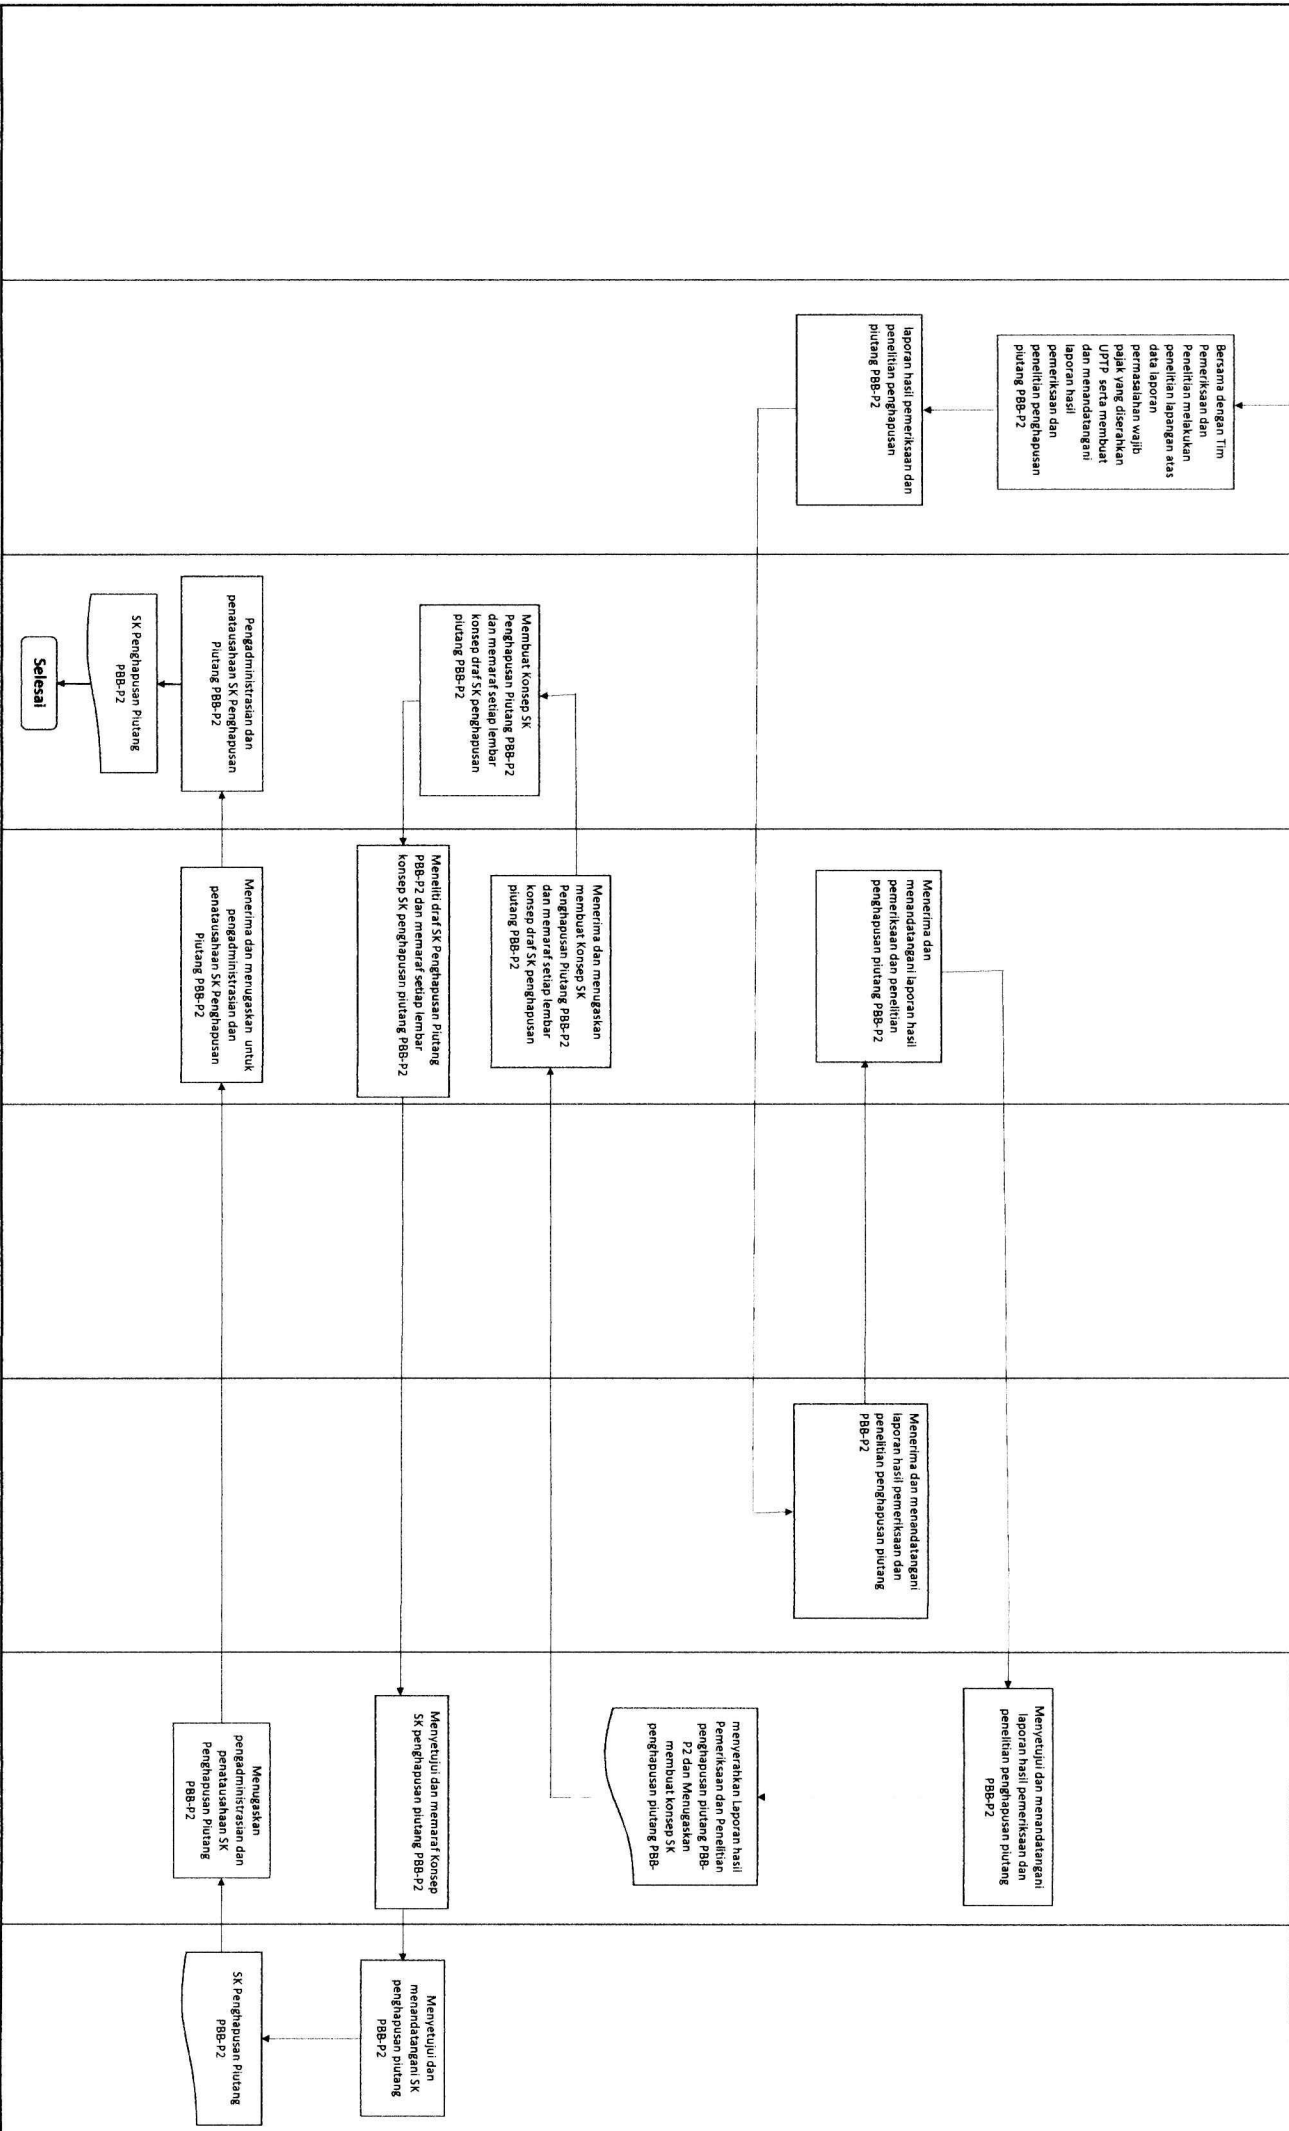 Bersama dengan Tim
Pemeriksaan dan
Penelitian melakukan
penelitian lapangan atas
data laporan
permasalahan wajib
pajak yang diserahkan
UPTP serta membuat
dan menandatangani
laporan hasil
pemeriksaan dan
penelitian penghapusan
piutang PBB-P2
laporan hasil pemeriksaan dan
penelitian penghapusan
piutang PBB-P2
Menerima dan menandatangani
laporan hasil pemeriksaan dan
penelitian penghapusan piutang
PBB-P2
Menerima dan
menandatangani laporan hasil
pemeriksaan dan penelitian
penghapusan piutang PBB-P2
Menyetujui dan menandatangani
laporan hasil pemeriksaan dan
penelitian penghapusan piutang
PBB-P2
menyerahkan Laporan hasil
Pemeriksaan dan Penelitian
penghapusan piutang PBB-
P2 dan Menugaskan
membuat konsep SK
penghapusan piutang PBB-
Menerima dan menugaskan
membuat Konsep SK
Penghapusan Piutang PBB-P2
dan memaraf setiap lembar
konsep draf SK penghapusan
piutang PBB-P2
Membuat Konsep SK
Penghapusan Piutang PBB-P2
dan memaraf setiap lembar
konsep draf SK penghapusan
piutang PBB-P2
Meneliti draf SK Penghapusan Piutang
PBB-P2 dan memaraf setiap lembar
konsep SK penghapusan piutang PBB-P2
Menyetujui dan memaraf Konsep
SK penghapusan piutang PBB-P2
Menyetujui dan
menandatangani SK
penghapusan piutang
PBB-P2
SK Penghapusan Piutang
PBB-P2
Menugaskan
pengadministrasian dan
penatausahaan SK
Penghapusan Piutang
PBB-P2
Menerima dan menugaskan untuk
pengadministrasian dan
penatausahaan SK Penghapusan
Piutang PBB-P2
Pengadministrasian dan
penatausahaan SK Penghapusan
Piutang PBB-P2
SK Penghapusan Piutang
PBB-P2
Selesai